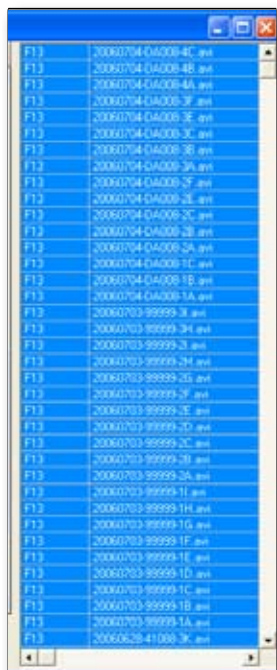 F13 20060704-DA008-4C.avi
F13 20060704-DA008-4B.avi
F13 20060704-DA008-4A.avi
F13 20060704-DA008-3F.avi
F13 20060704-DA008-3E.avi
F13 20060704-DA008-3C.avi
F13 20060704-DA008-3B.avi
F13 20060704-DA008-3A.avi
F13 20060704-DA008-2F.avi
F13 20060704-DA008-2E.avi
F13 20060704-DA008-2C.avi
F13 20060704-DA008-2B.avi
F13 20060704-DA008-2A.avi
F13 20060704-DA008-1C.avi
F13 20060704-DA008-1B.avi
F13 20060704-DA008-1A.avi
F13 20060703-99999-3I.avi
F13 20060703-99999-3H.avi
F13 20060703-99999-2I.avi
F13 20060703-99999-2H.avi
F13 20060703-99999-2G.avi
F13 20060703-99999-2F.avi
F13 20060703-99999-2E.avi
F13 20060703-99999-2D.avi
F13 20060703-99999-2C.avi
F13 20060703-99999-2B.avi
F13 20060703-99999-2A.avi
F13 20060703-99999-1I.avi
F13 20060703-99999-1H.avi
F13 20060703-99999-1G.avi
F13 20060703-99999-1F.avi
F13 20060703-99999-1E.avi
F13 20060703-99999-1D.avi
F13 20060703-99999-1C.avi
F13 20060703-99999-1B.avi
F13 20060703-99999-1A.avi
F13 20060628-41088-3K.avi